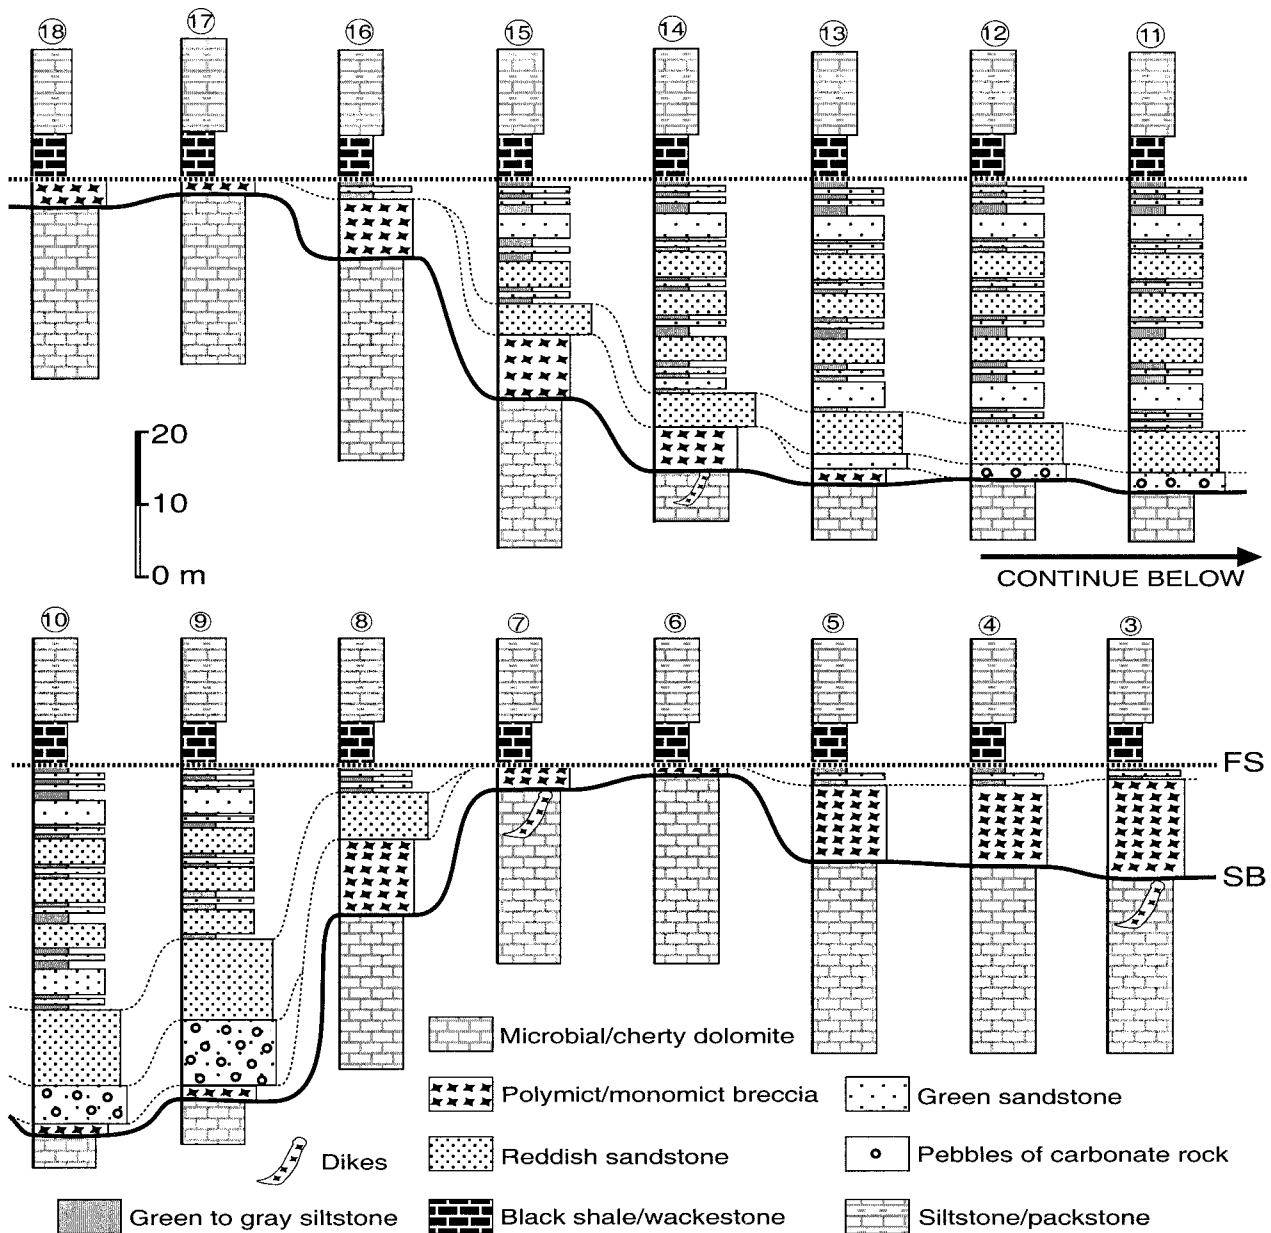 18 17 16 15 14 13 12 11
20
10
0 m
CONTINUE BELOW
10 9 8 7 6 5 4 3
FS
SB
Microbial/cherty dolomite
Polymict/monomict breccia
Green sandstone
Dikes
Reddish sandstone
Pebbles of carbonate rock
Green to gray siltstone
Black shale/wackestone
Siltstone/packstone